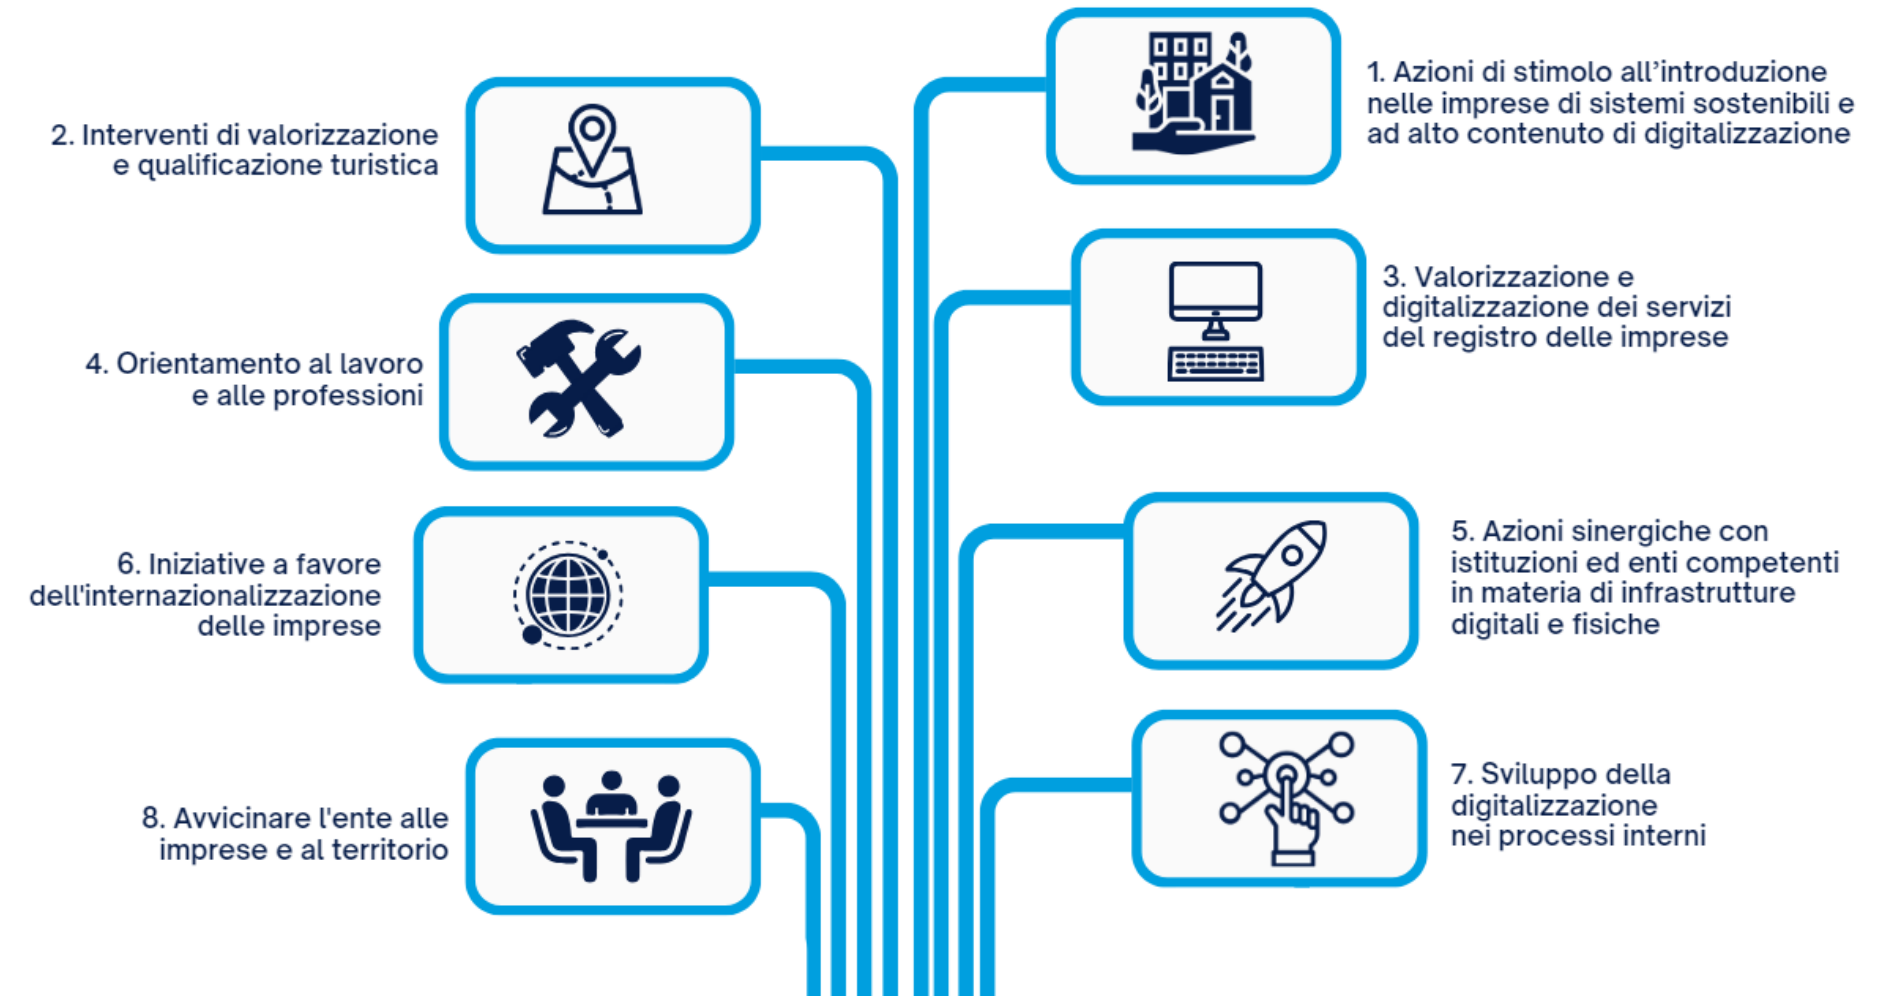 1. Azioni di stimolo all’introduzione
nelle imprese di sistemi sostenibili e
ad alto contenuto di digitalizzazione
2. Interventi di valorizzazione
e qualificazione turistica
3. Valorizzazione e
digitalizzazione dei servizi
del registro delle imprese
4. Orientamento al lavoro
e alle professioni
5. Azioni sinergiche con
istituzioni ed enti competenti
in materia di infrastrutture
digitali e fisiche
6. Iniziative a favore
dell'internazionalizzazione
delle imprese
7. Sviluppo della
digitalizzazione
nei processi interni
8. Avvicinare l'ente alle
imprese e al territorio